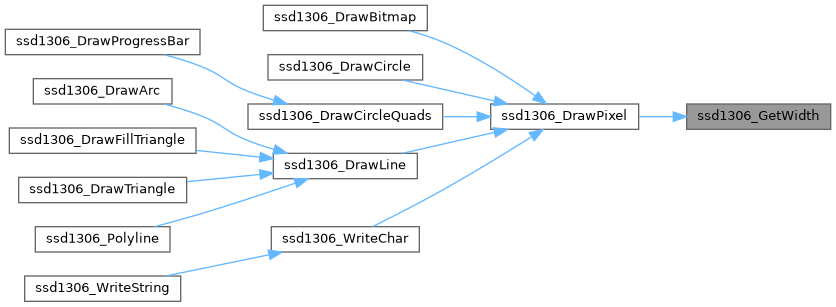 ssd1306_DrawBitmap
ssd1306_DrawProgressBar
ssd1306_DrawCircle
ssd1306_DrawArc
ssd1306_DrawCircleQuads
ssd1306_DrawPixel
ssd1306_GetWidth
ssd1306_DrawFillTriangle
ssd1306_DrawLine
ssd1306_DrawTriangle
ssd1306_Polyline
ssd1306_WriteChar
ssd1306_WriteString